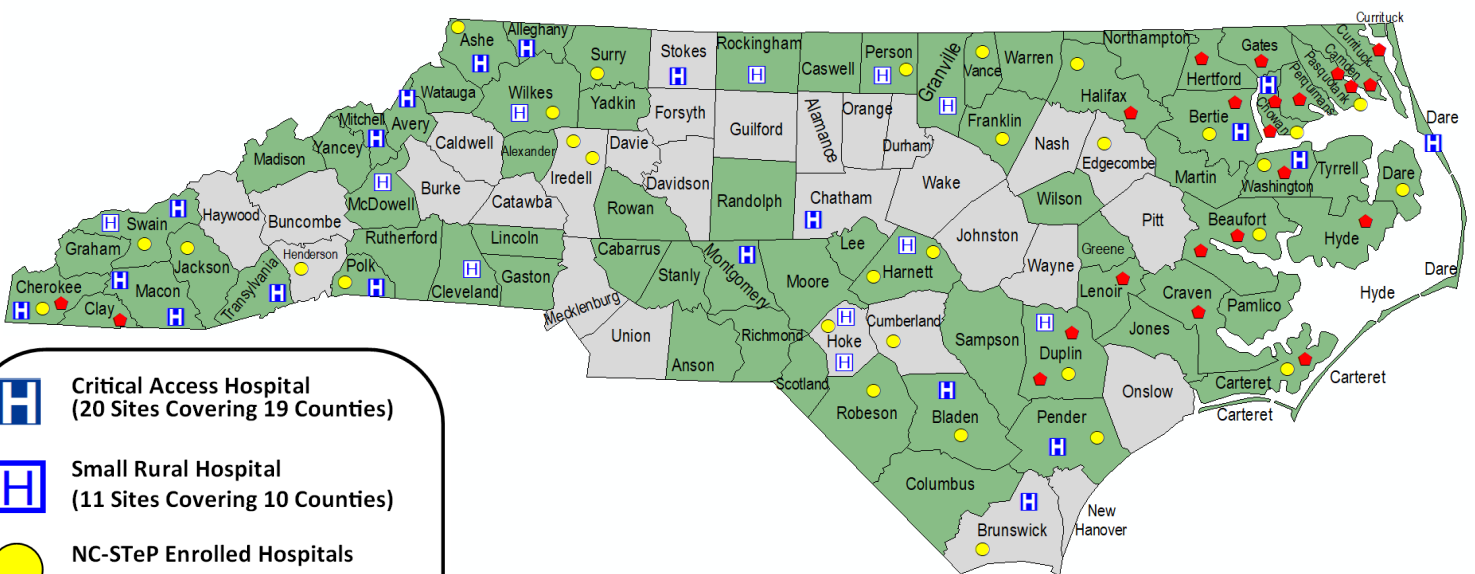 Currituck
Ashe
Alleghany
Surry
Stokes
Rockingham
Caswell
Person
Granville
Vance
Warren
Northampton
Gates
Hertford
Currituck
Camden
Pasquotank
Perquimans
Chowan
Watauga
Wilkes
Yadkin
Forsyth
Guilford
Alamance
Orange
Durham
Franklin
Halifax
Bertie
Dare
Mitchell
Avery
Yancey
Madison
Caldwell
Alexander
Iredell
Davie
Davidson
Randolph
Chatham
Wake
Nash
Edgecombe
Martin
Washington
Tyrrell
Dare
Swain
Haywood
Buncombe
McDowell
Burke
Catawba
Rowan
Wilson
Pitt
Beaufort
Hyde
Graham
Jackson
Henderson
Rutherford
Lincoln
Cabarrus
Stanly
Montgomery
Moore
Lee
Harnett
Johnston
Greene
Wayne
Cherokee
Clay
Macon
Transylvania
Polk
Cleveland
Gaston
Mecklenburg
Union
Anson
Richmond
Hoke
Cumberland
Sampson
Duplin
Lenoir
Craven
Pamlico
Jones
Hyde
Dare
Scotland
Robeson
Bladen
Pender
Onslow
Carteret
Carteret
Carteret
Columbus
Brunswick
New
Hanover
H Critical Access Hospital
(20 Sites Covering 19 Counties)
H Small Rural Hospital
(11 Sites Covering 10 Counties)
NC-STeP Enrolled Hospitals